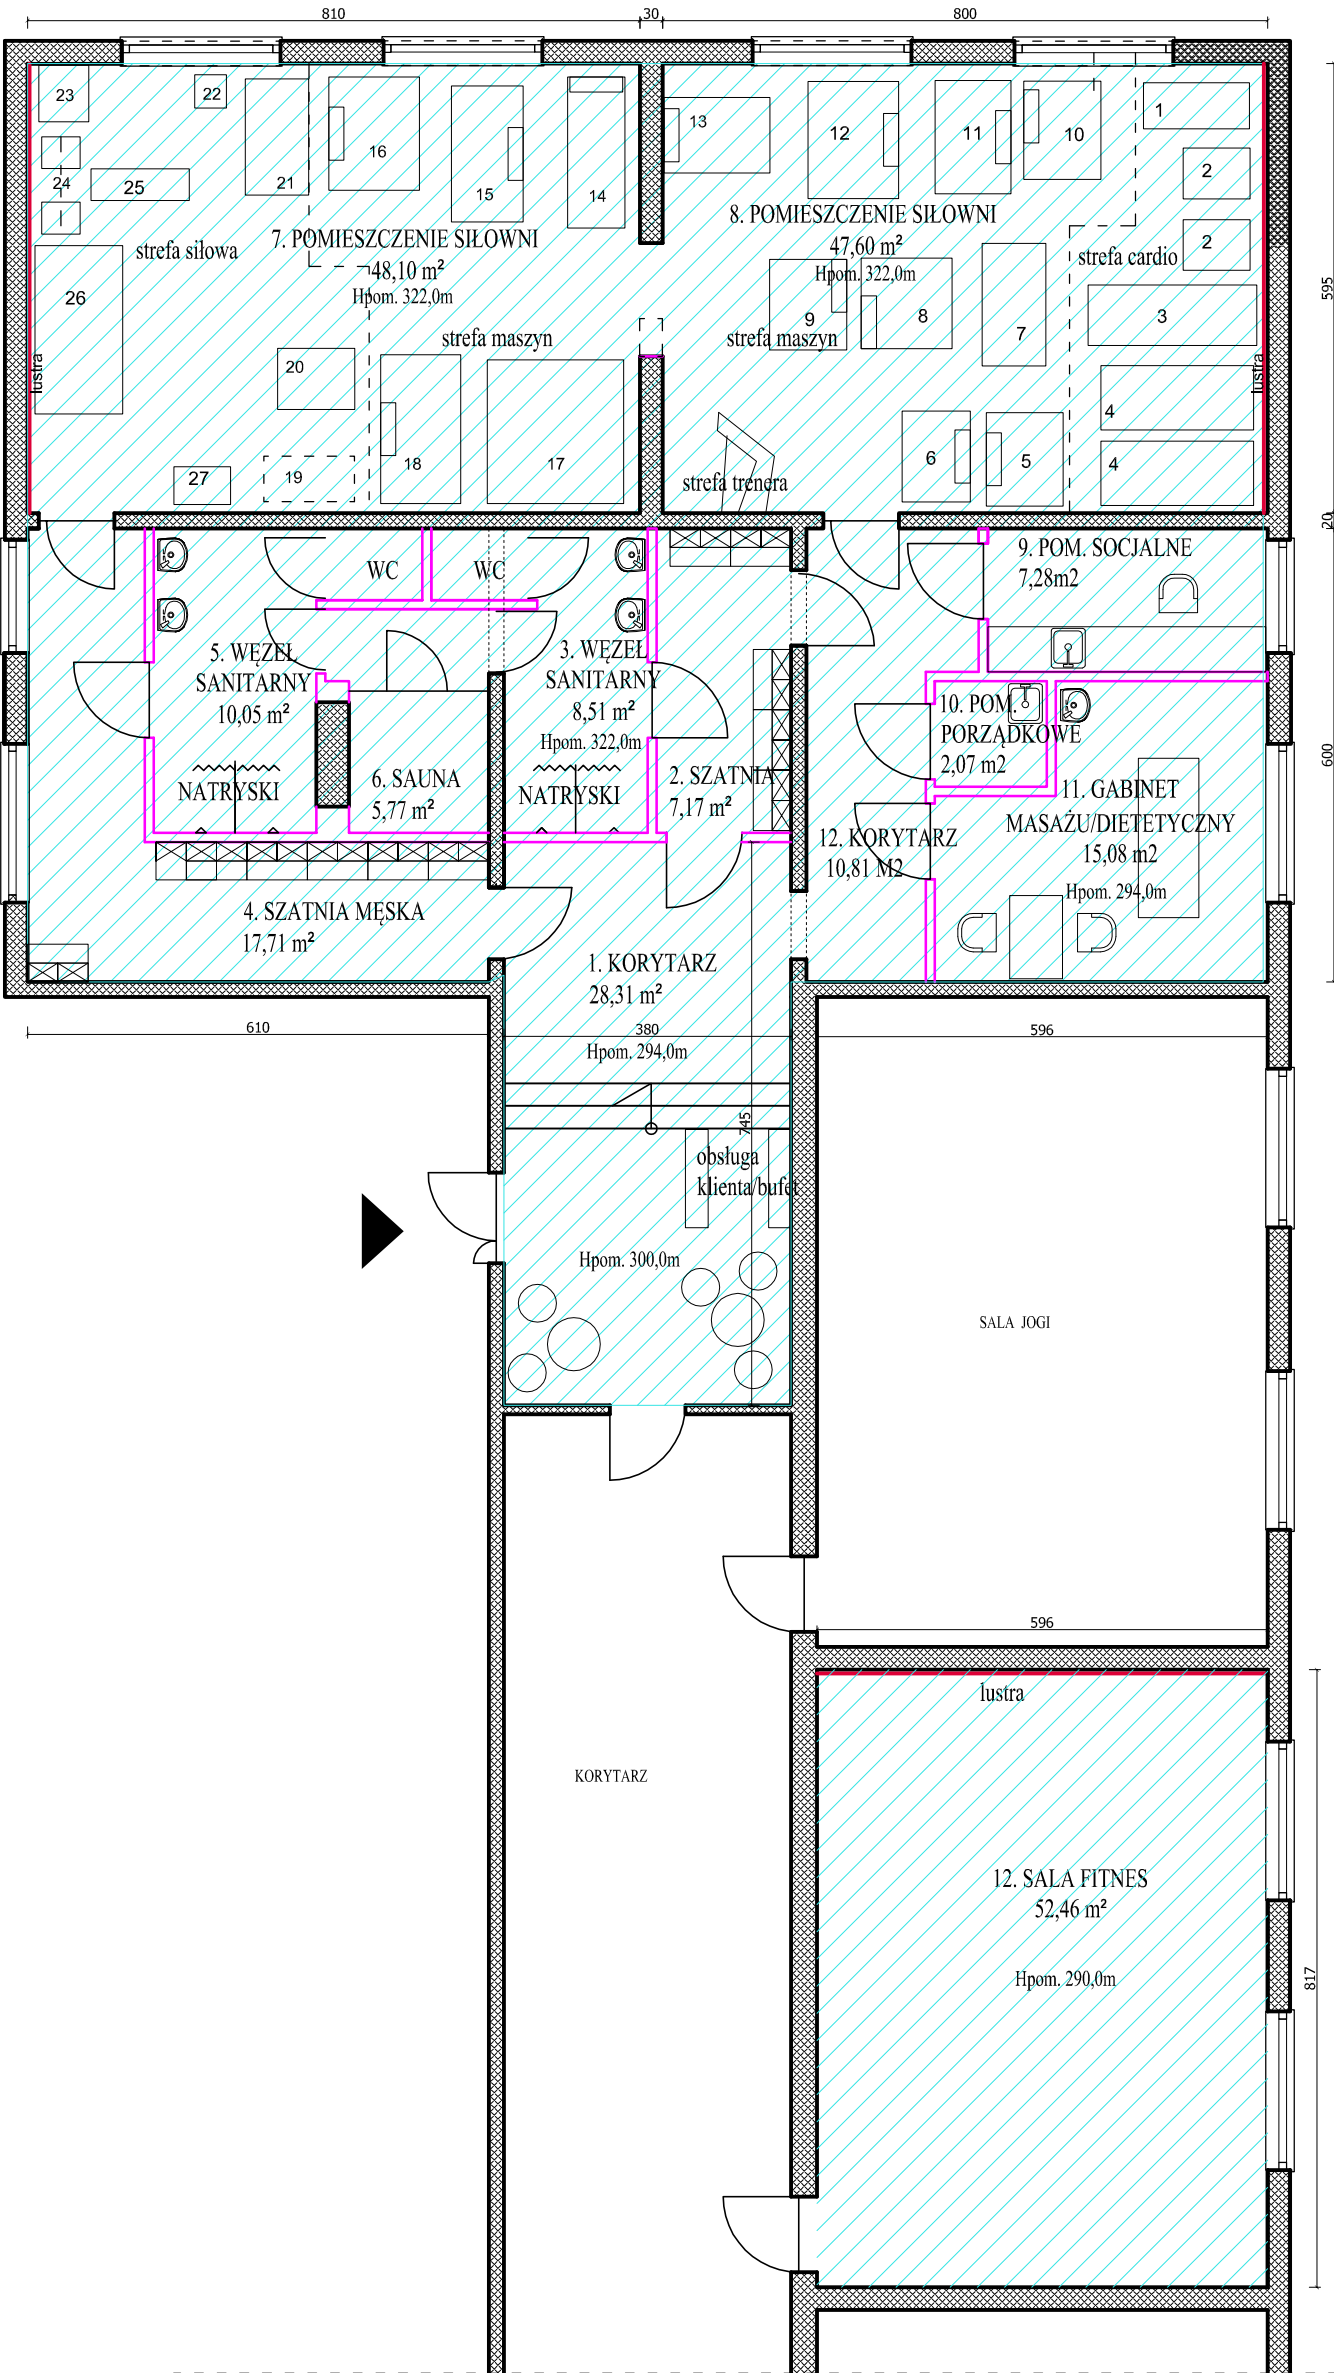 810
30
800
23
22
24
25
21
16
15
14
13
12
11
10
1
2
2
strefa siłowa
7. POMIESZCZENIE SIŁOWNI
48,10 m²
Hpom. 322,0m
8. POMIESZCZENIE SIŁOWNI
47,60 m²
Hpom. 322,0m
strefa cardio
26
9
8
7
3
595
strefa maszyn
strefa maszyn
lustra
lustra
20
4
4
27
19
18
17
strefa trenera
6
5
20
WC
WC
9. POM. SOCJALNE
7,28m2
5. WĘZEŁ
SANITARNY
10,05 m²
3. WĘZEŁ
SANITARNY
8,51 m²
Hpom. 322,0m
10. POM.
PORZĄDKOWE
2,07 m2
600
NATRYSKI
6. SAUNA
5,77 m²
NATRYSKI
2. SZATNIA
7,17 m²
11. GABINET
MASAŻU/DIETETYCZNY
15,08 m2
Hpom. 294,0m
12. KORYTARZ
10,81 M2
4. SZATNIA MĘSKA
17,71 m²
1. KORYTARZ
28,31 m²
610
380
596
Hpom. 294,0m
745
obsługa
klienta/bufet
Hpom. 300,0m
SALA JOGI
596
lustra
KORYTARZ
12. SALA FITNES
52,46 m²
Hpom. 290,0m
817